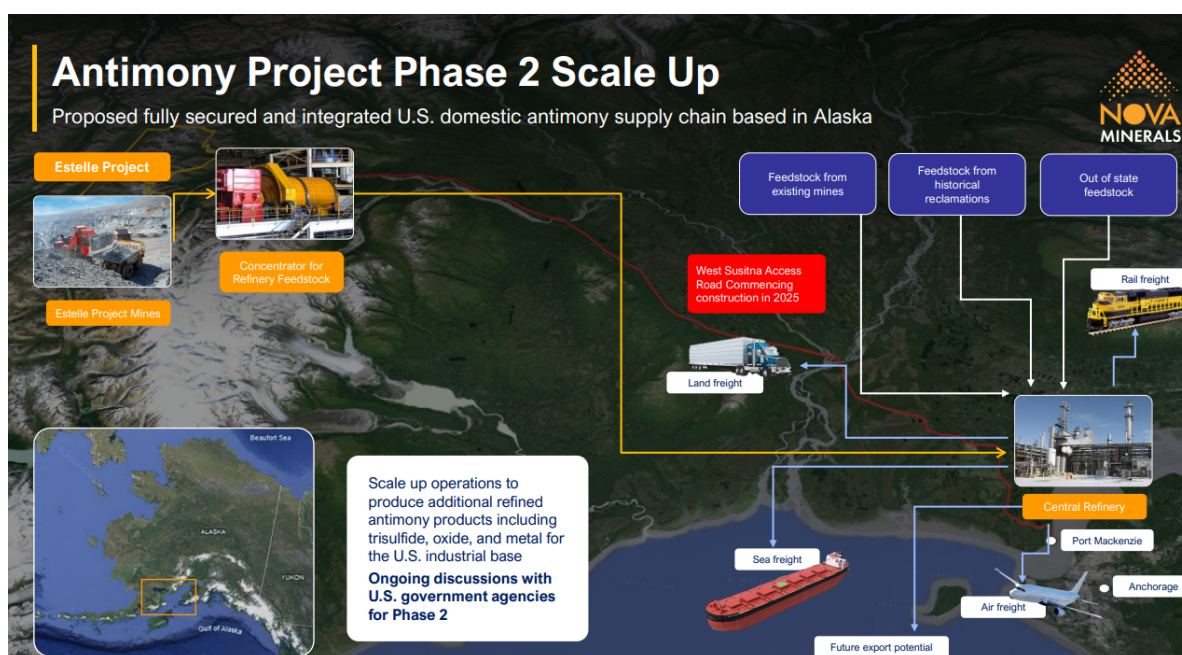 Antimony Project Phase 2 Scale Up
Proposed fully secured and integrated U.S. domestic antimony supply chain based in Alaska
NOVA
MINERALS
Estelle Project
Estelle Project Mines
Concentrator for
Refinery Feedstock
Feedstock from
existing mines
Feedstock from
historical
reclamations
Out of state
feedstock
West Susitna Access
Road Commencing
construction in 2025
Rail freight
Land freight
Central Refinery
Port Mackenzie
Anchorage
Sea freight
Air freight
Future export potential
Beaufort Sea
ALASKA
YUKON
Gulf of Alaska
Scale up operations to
produce additional refined
antimony products including
trisulfide, oxide, and metal for
the U.S. industrial base
Ongoing discussions with
U.S. government agencies
for Phase 2